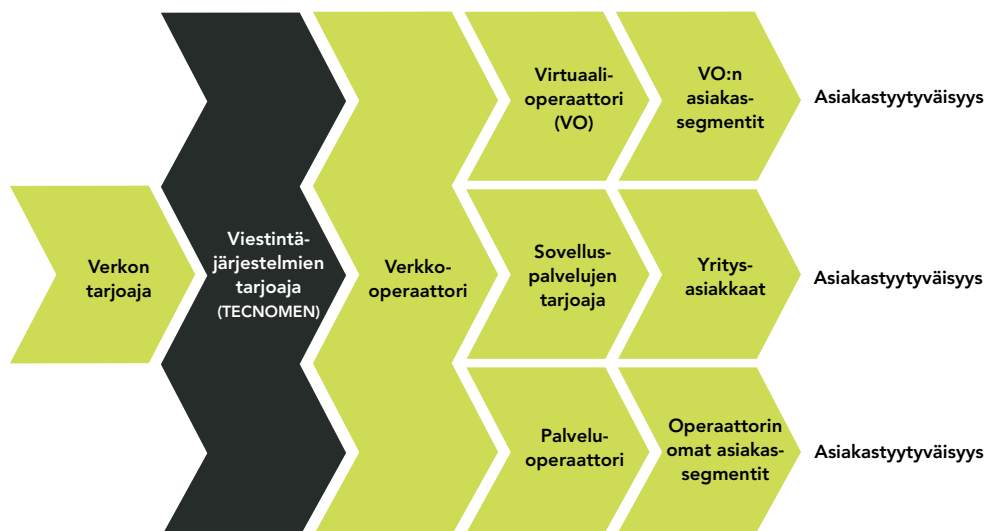 Verkon
tarjoaja
Viestintä-
järjestelmien
tarjoaja
(TECNOMEN)
Verkko-
operaattori
Virtuaali-
operaattori
(VO)
VO:n
asiakas-
segmentit
Asiakastyytyväisyys
Sovellus-
palvelujen
tarjoaja
Yritys-
asiakkaat
Asiakastyytyväisyys
Palvelu-
operaattori
Operaattorin
omat asiakas-
segmentit
Asiakastyytyväisyys